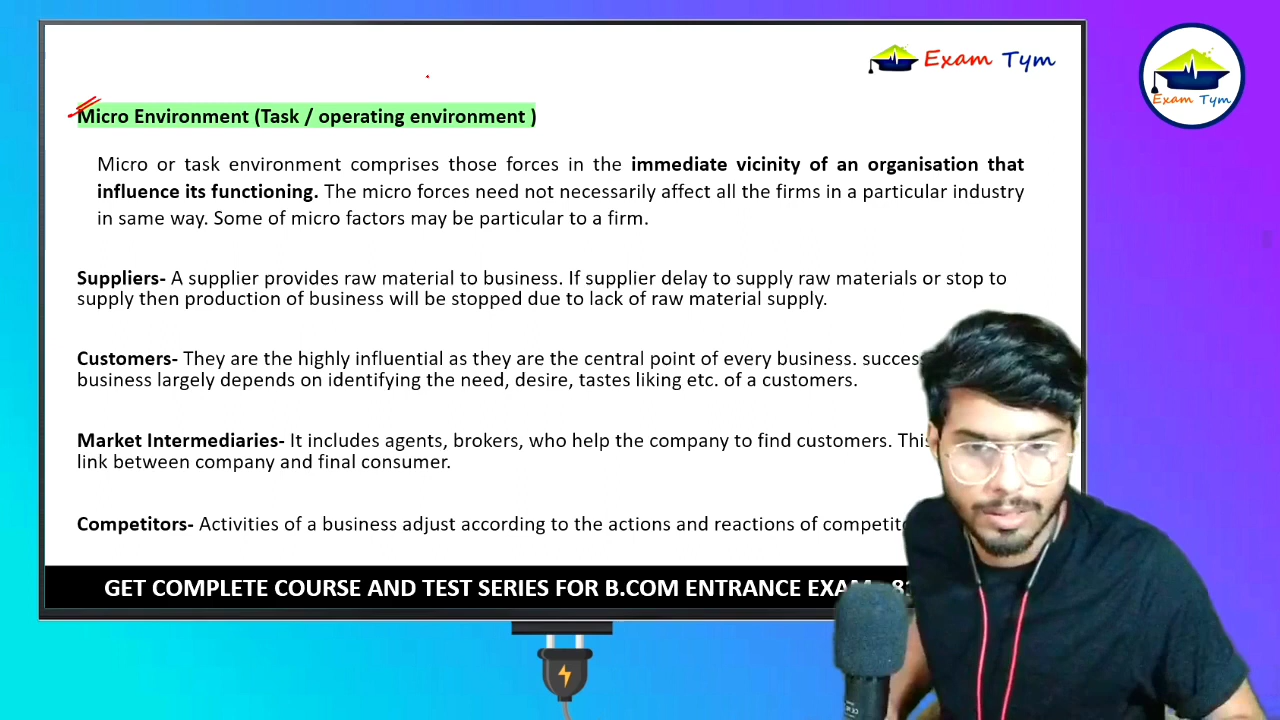 Exam Tym
Exam Tym
Micro Environment (Task / operating environment )
Micro or task environment comprises those forces in the immediate vicinity of an organisation that
influence its functioning. The micro forces need not necessarily affect all the firms in a particular industry
in same way. Some of micro factors may be particular to a firm.
Suppliers- A supplier provides raw material to business. If supplier delay to supply raw materials or stop to
supply then production of business will be stopped due to lack of raw material supply.
Customers- They are the highly influential as they are the central point of every business.
business largely depends on identifying the need, desire, tastes liking etc. of a customers.
Market Intermediaries- It includes agents, brokers, who help the company to find customers.
link between company and final consumer.
Competitors- Activities of a business adjust according to the actions and reactions of
GET COMPLETE COURSE AND TEST SERIES FOR B.COM ENTRANCE EXAM